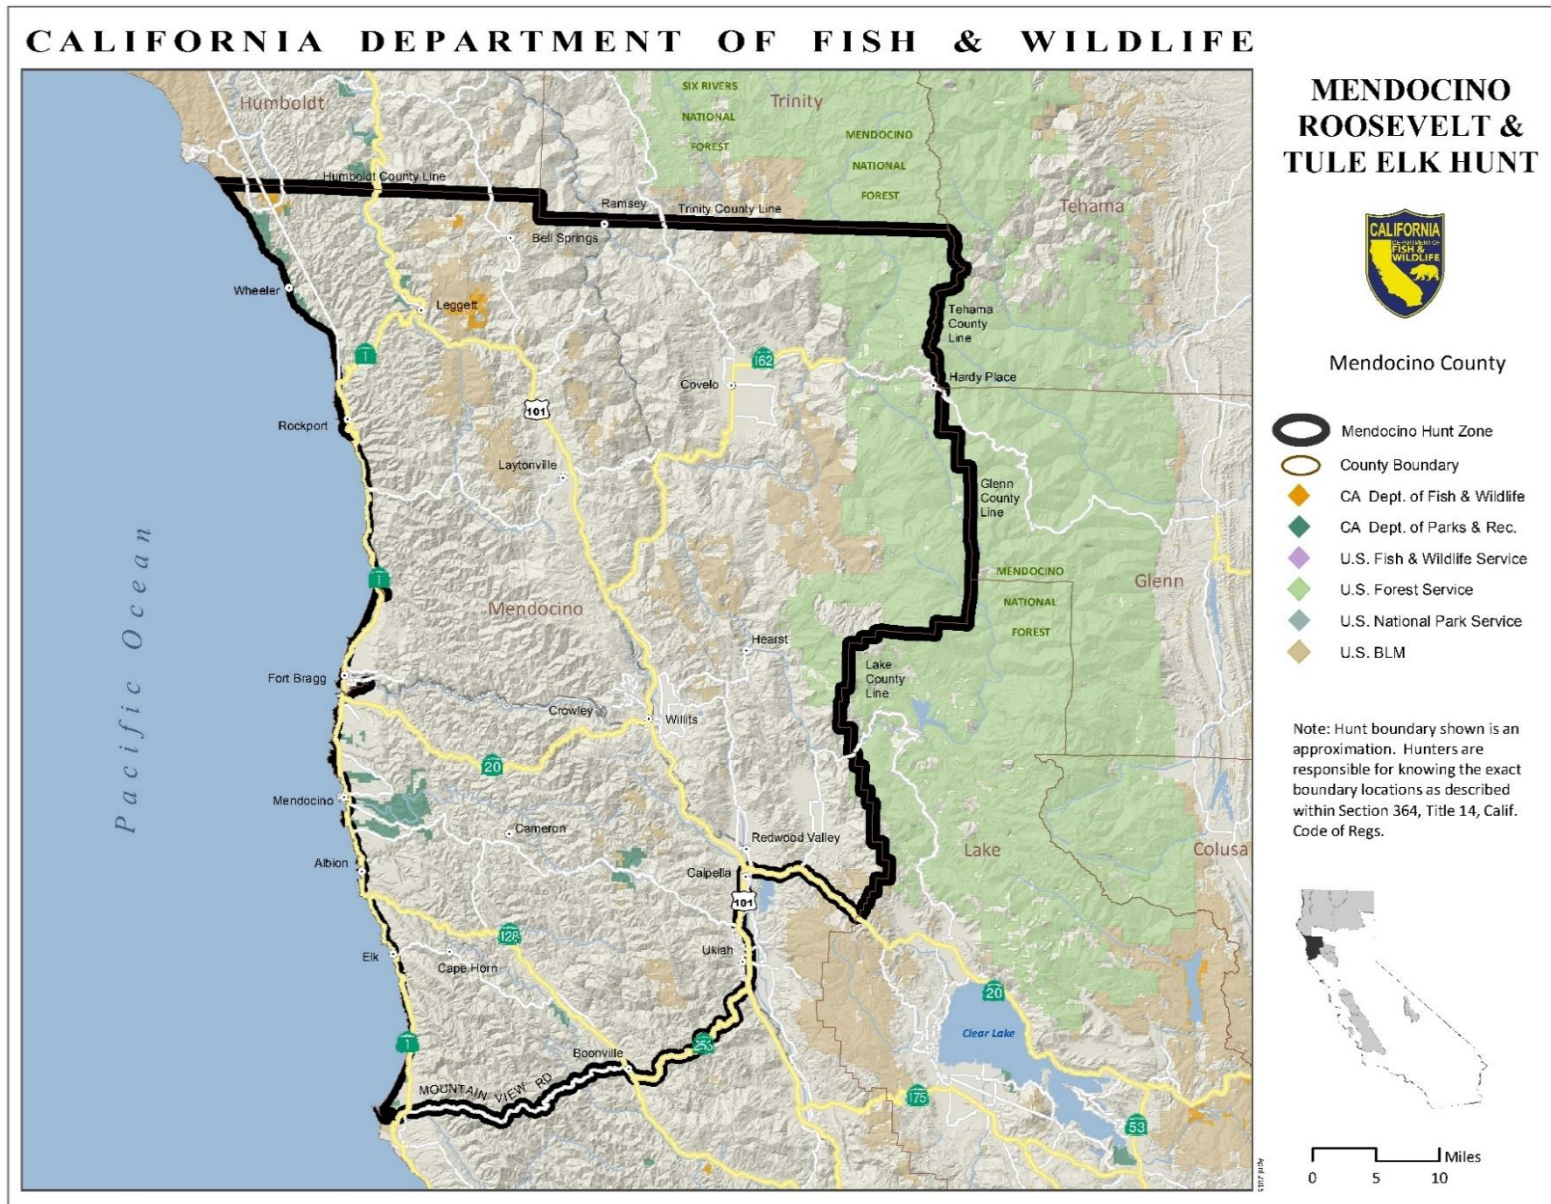 CALIFORNIA DEPARTMENT OF FISH & WILDLIFE
MENDOCINO
ROOSEVELT &
TULE ELK HUNT
CALIFORNIA
DEPARTMENT OF
FISH &
WILDLIFE
Mendocino County
Mendocino Hunt Zone
County Boundary
CA Dept. of Fish & Wildlife
CA Dept. of Parks & Rec.
U.S. Fish & Wildlife Service
U.S. Forest Service
U.S. National Park Service
U.S. BLM
Note: Hunt boundary shown is an
approximation. Hunters are
responsible for knowing the exact
boundary locations as described
within Section 364, Title 14, Calif.
Code of Regs.
Miles
0 5 10
Humboldt
SIX RIVERS
NATIONAL
FOREST
Trinity
MENDOCINO
NATIONAL
FOREST
Tehama
Humboldt County Line
Ramsey
Trinity County Line
Bell Springs
Wheeler
Leggett
Tehama
County
Line
1
162
Covelo
Hardy Place
101
Rockport
Laytonville
Glenn
County
Line
Pacific Ocean
1
Mendocino
MENDOCINO
NATIONAL
FOREST
Glenn
Hearst
Lake
County
Line
Fort Bragg
Crowley
Willits
20
Mendocino
Cameron
Redwood Valley
Lake
Colusa
Albion
Calpella
101
128
Ukiah
Elk
Cape Horn
20
Clear Lake
1
253
Boonville
MOUNTAIN VIEW RD
175
53